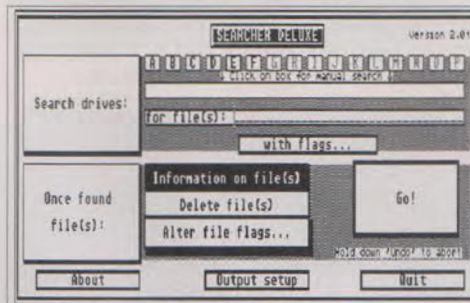 SEARCHER DELUXE Version 2.01
A B C D E F G H I J K L M N O P
↓ Click on box for manual search ↓
Search drives:
for file(s):
with flags...
Once found
file(s):
Information on file(s)
Delete file(s)
Alter file flags...
Go!
Hold down 'Undo' to abort
About
Output setup
Quit